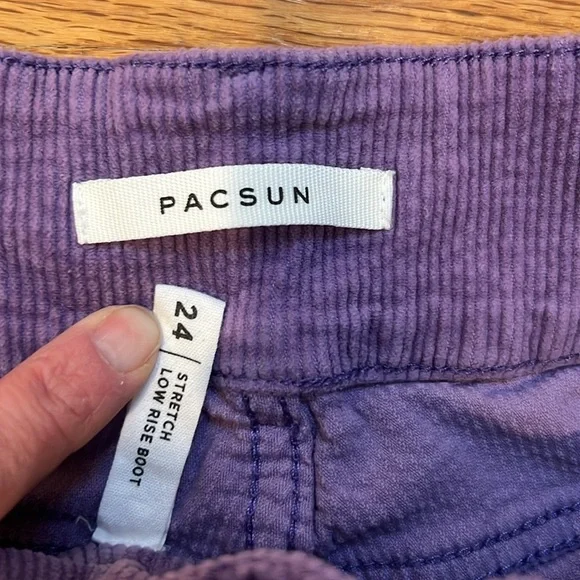 PACSUN
24
STRETCH
LOW RISE BOOT